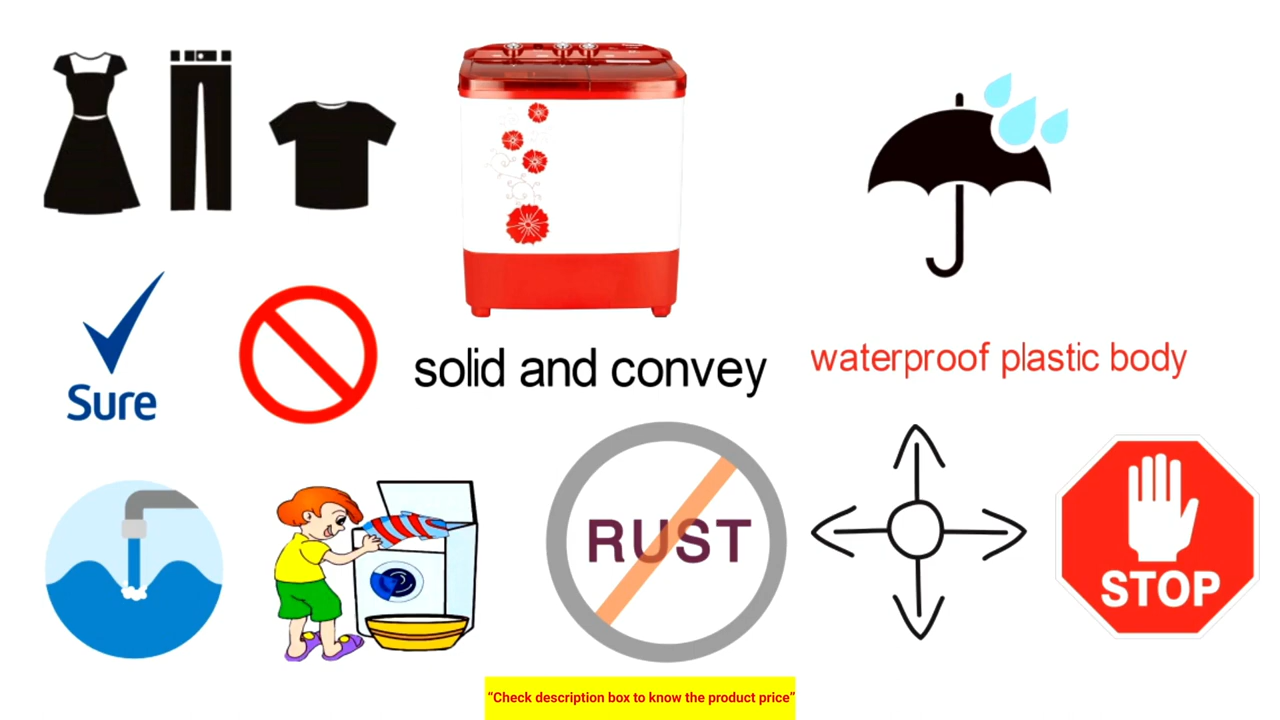 Sure
solid and convey
waterproof plastic body
RUST
STOP
“Check description box to know the product price”